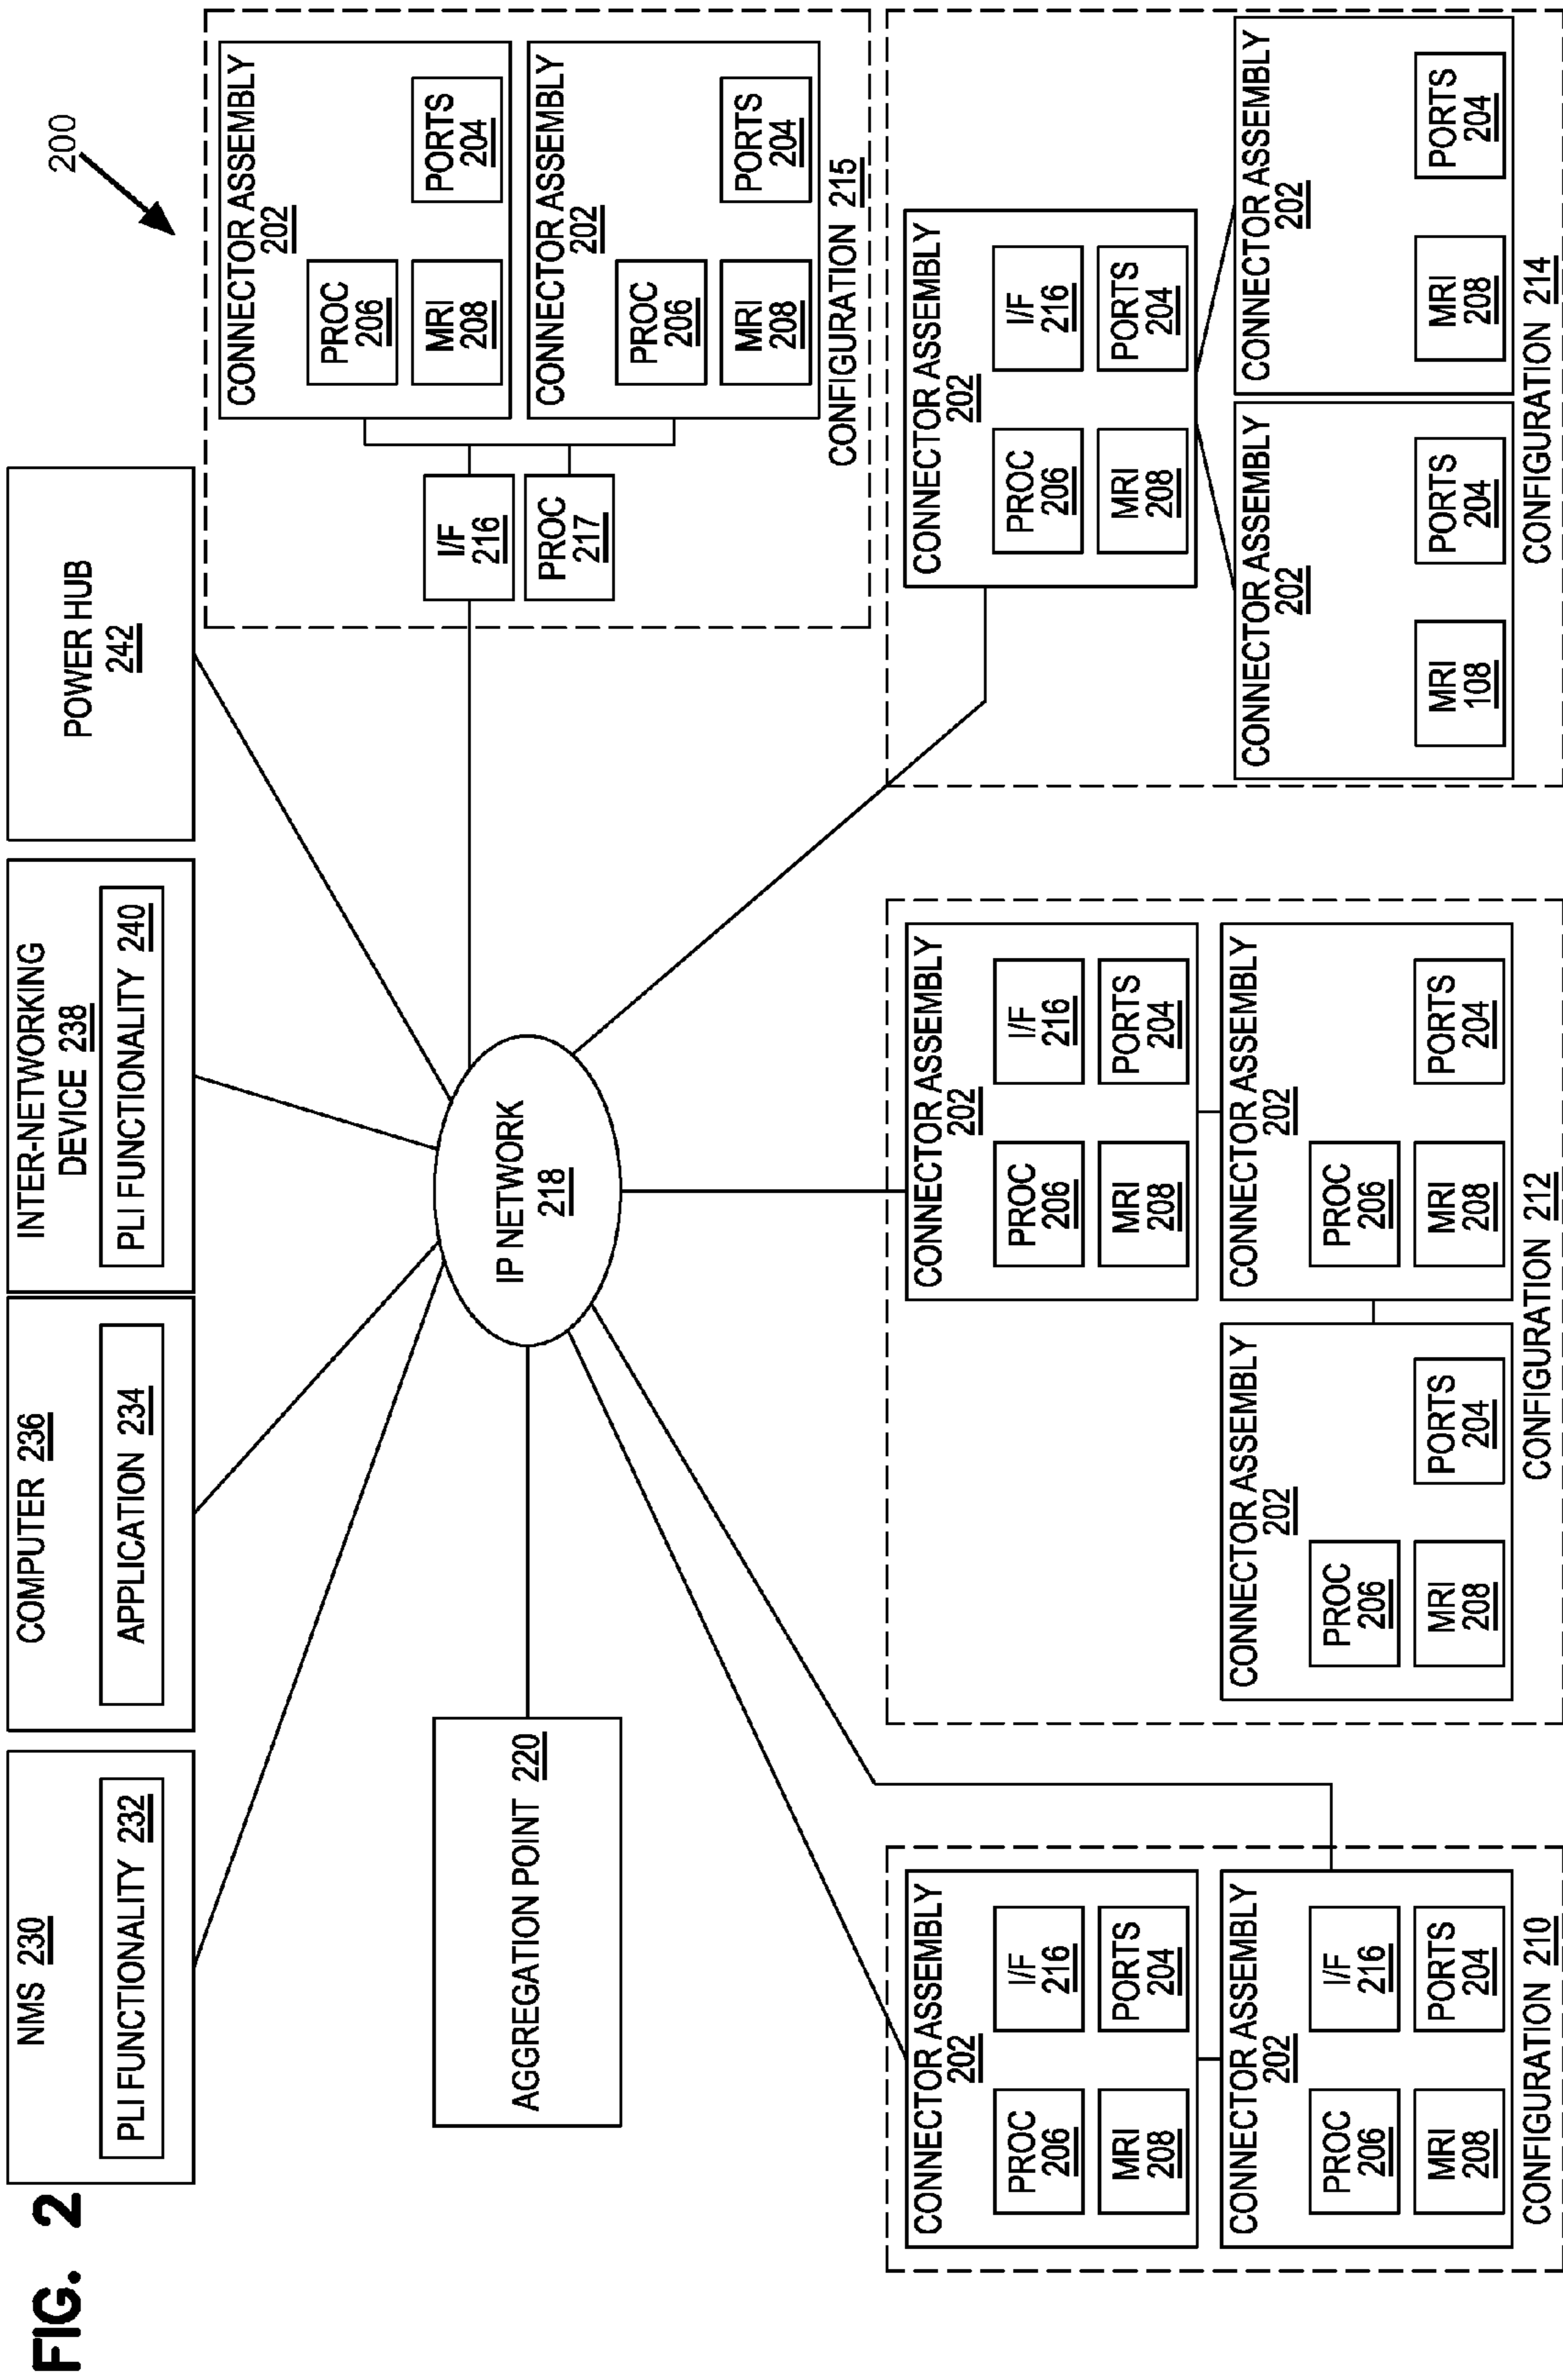 FIG. 2
200
NMS 230
PLI FUNCTIONALITY 232
COMPUTER 236
APPLICATION 234
INTER-NETWORKING
DEVICE 238
PLI FUNCTIONALITY 240
POWER HUB
242
AGGREGATION POINT 220
IP NETWORK
218
I/F
216
PROC
217
CONNECTOR ASSEMBLY
202
PROC
206
MRI
208
PORTS
204
CONNECTOR ASSEMBLY
202
PROC
206
MRI
208
PORTS
204
CONFIGURATION 215
CONNECTOR ASSEMBLY
202
PROC
206
I/F
216
MRI
208
PORTS
204
CONNECTOR ASSEMBLY
202
PROC
206
I/F
216
MRI
208
PORTS
204
CONFIGURATION 210
CONNECTOR ASSEMBLY
202
PROC
206
I/F
216
MRI
208
PORTS
204
CONNECTOR ASSEMBLY
202
PROC
206
MRI
208
PORTS
204
CONNECTOR ASSEMBLY
202
PROC
206
MRI
208
PORTS
204
CONFIGURATION 212
CONNECTOR ASSEMBLY
202
PROC
206
I/F
216
MRI
208
PORTS
204
CONNECTOR ASSEMBLY
202
MRI
108
PORTS
204
CONNECTOR ASSEMBLY
202
MRI
208
PORTS
204
CONFIGURATION 214